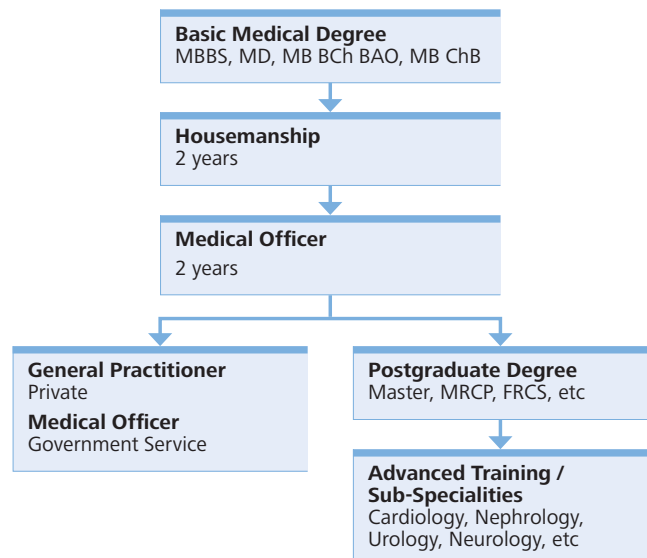 Basic Medical Degree
MBBS, MD, MB BCh BAO, MB ChB
Housemanship
2 years
Medical Officer
2 years
General Practitioner
Private
Medical Officer
Government Service
Postgraduate Degree
Master, MRCP, FRCS, etc
Advanced Training /
Sub-Specialities
Cardiology, Nephrology,
Urology, Neurology, etc